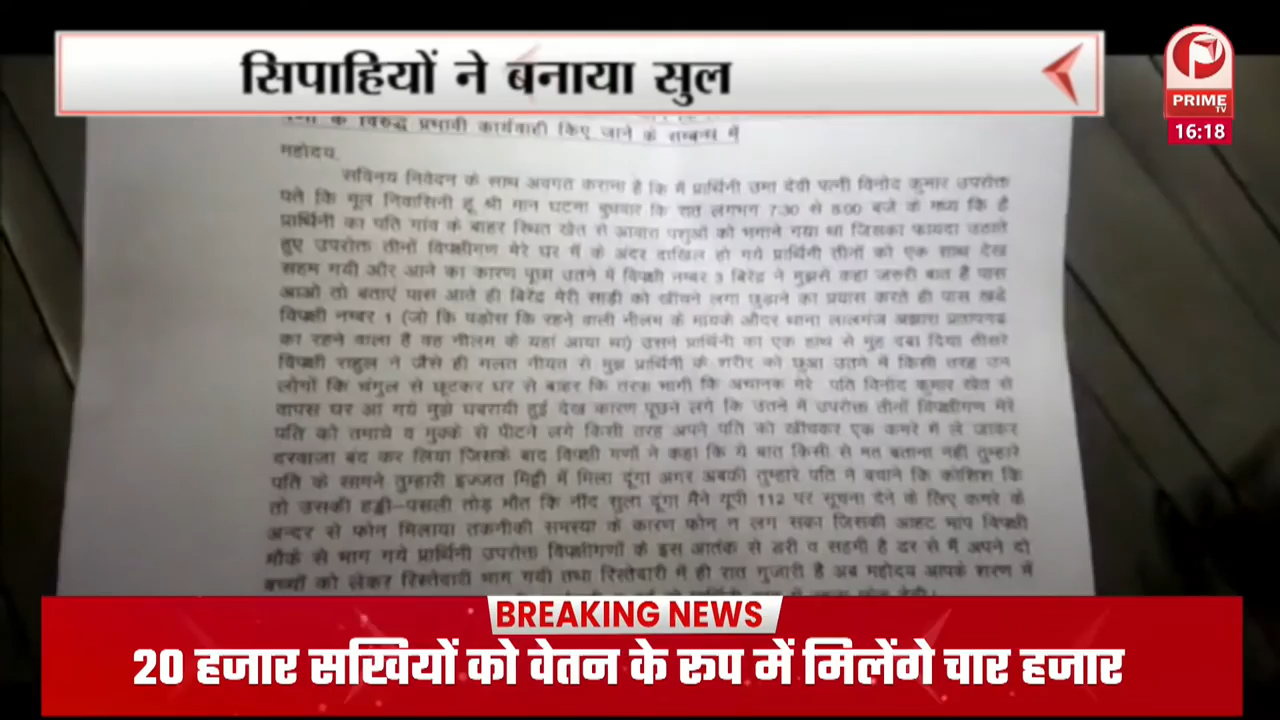 सिपाहियों ने बनाया सुल
PRIME
TV
16:18
के विरुद्ध प्रभावी कार्यवाही किए जाने के सम्बन्ध में
महोदय,
सविनय निवेदन के साथ अवगत कराना है कि मैं प्रार्थिनी उमा देवी पत्नी विनोद कुमार उपरोक्त
पते कि मूल निवासिनी हूं श्री मान घटना बुधवार कि रात लगभग 7:30 से 8:00 बजे के मध्य कि है
प्रार्थिनी का पति गांव के बाहर स्थित खेत से आवारा पशुओं को भगाने गया था जिसका फायदा उठाते
हुए उपरोक्त तीनों विपक्षीगण मेरे घर में के अंदर दाखिल हो गये प्रार्थिनी तीनों को एक साथ देख
सहम गयी और आने का कारण पूछा उतने में विपक्षी नम्बर 3 बिरेंद्र ने मुझसे कहा जरुरी बात है पास
आओ तो बताएं पास आते ही बिरेंद्र मेरी साड़ी को खींचने लगा छुड़ाने का प्रयास करते ही पास खडे
विपक्षी नम्बर 1 (जो कि पड़ोस कि रहने वाली नीलम के मायके औदर थाना लालगंज अझारा प्रतापगढ
का रहने वाला है वह नीलम के यहां आया था) उसने प्रार्थिनी का एक हाथ से मुंह दबा दिया तीसरे
विपक्षी राहुल ने जैसे ही गलत नीयत से मुझ प्रार्थिनी के शरीर को छुआ उतने में किसी तरह उन
लोगों कि चंगुल से छूटकर घर से बाहर कि तरफ भागी कि अचानक मेरे पति विनोद कुमार खेत से
वापस घर आ गये मुझे घबरायी हुई देख कारण पूछने लगे कि उतने में उपरोक्त तीनों विपक्षीगण मेरे
पति को तमाचे व मुक्के से पीटने लगे किसी तरह अपने पति को खींचकर एक कमरे में ले जाकर
दरवाजा बंद कर लिया जिसके बाद विपक्षी गणों ने कहा कि ये बात किसी से मत बताना नहीं तुम्हारे
पति के सामने तुम्हारी इज्जत मिट्टी में मिला दूंगा अगर अबकी तुम्हारे पति ने बचाने कि कोशिश कि
तो उसकी हड्डी–पसली तोड़ मौत कि नींद सुला दूंगा मैने यूपी 112 पर सूचना देने के लिए कमरे के
अन्दर से फोन मिलाया तकनीकी समस्या के कारण फोन न लग सका जिसकी आहट भाप विपक्षी
मौके से भाग गये प्रार्थिनी उपरोक्त विपक्षीगणों के इस आतंक से डरी व सहमी है डर से मैं अपने दो
बच्चों को लेकर रिस्तेदारी भाग गयी तथा रिस्तेदारी में ही रात गुजारी है अब महोदय आपके शरण में
BREAKING NEWS
20 हजार सखियों को वेतन के रुप में मिलेंगे चार हजार